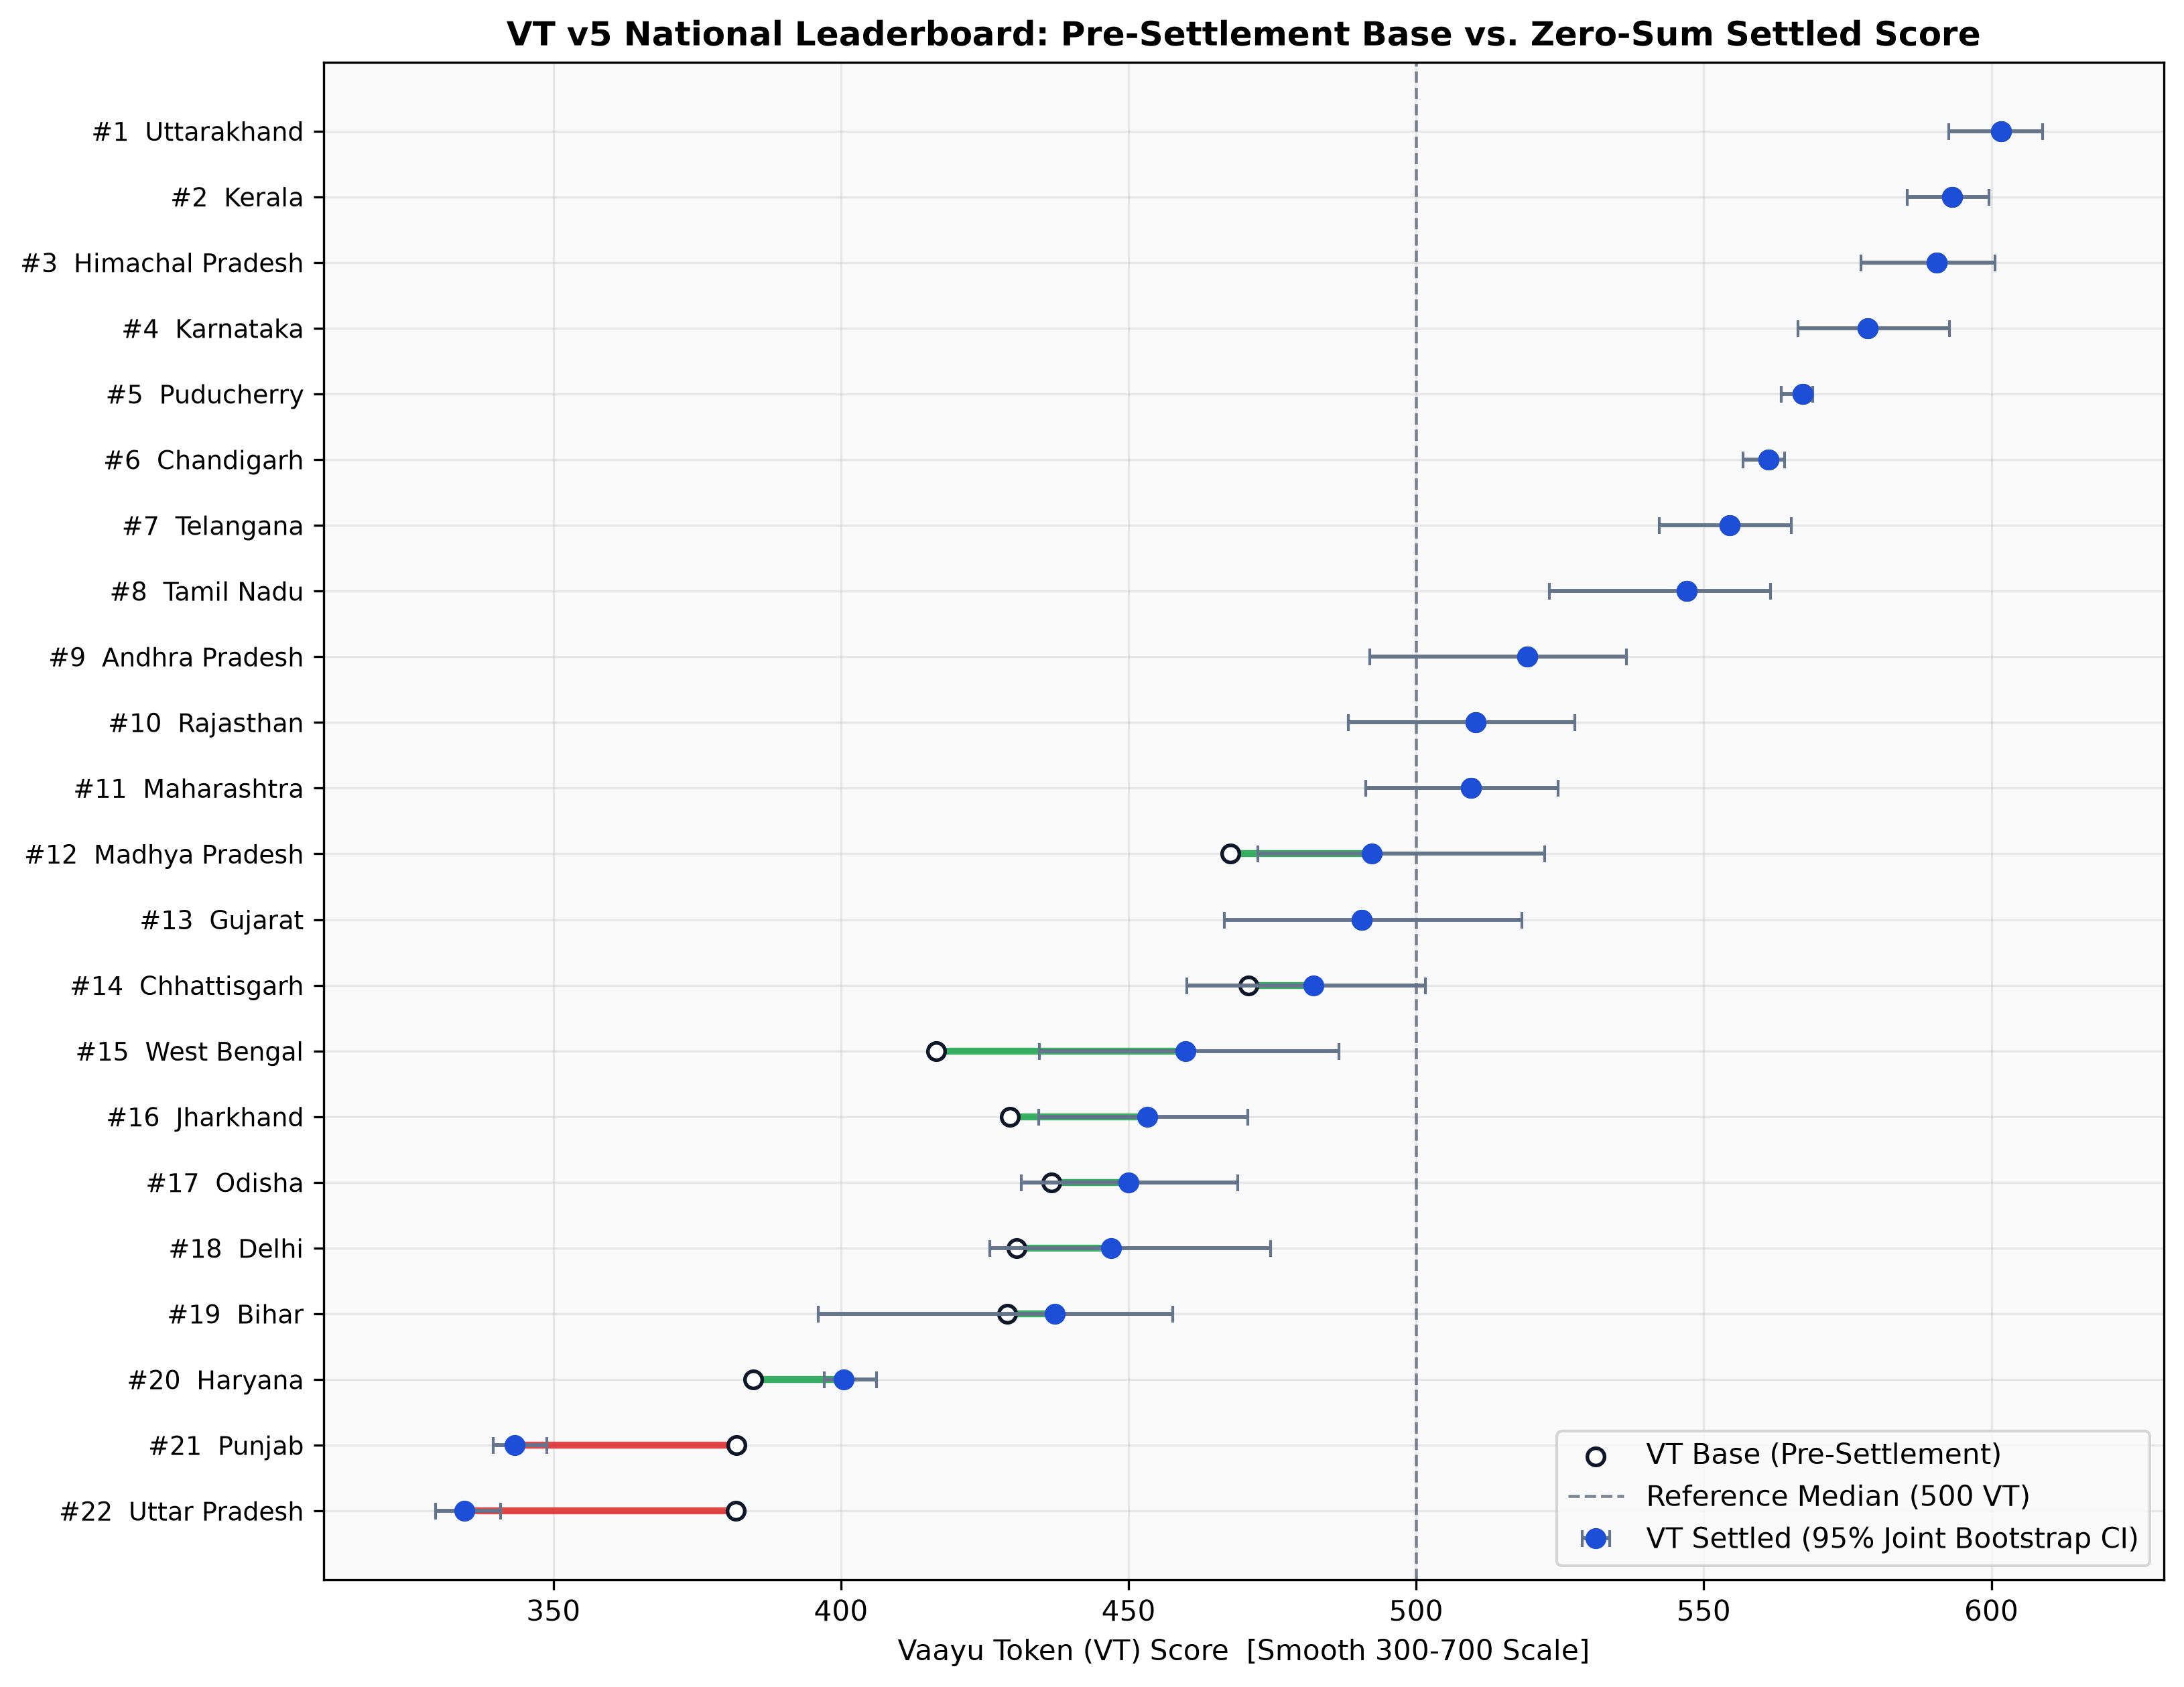 VT v5 National Leaderboard: Pre-Settlement Base vs. Zero-Sum Settled Score
#1 Uttarakhand
#2 Kerala
#3 Himachal Pradesh
#4 Karnataka
#5 Puducherry
#6 Chandigarh
#7 Telangana
#8 Tamil Nadu
#9 Andhra Pradesh
#10 Rajasthan
#11 Maharashtra
#12 Madhya Pradesh
#13 Gujarat
#14 Chhattisgarh
#15 West Bengal
#16 Jharkhand
#17 Odisha
#18 Delhi
#19 Bihar
#20 Haryana
#21 Punjab
#22 Uttar Pradesh
VT Base (Pre-Settlement)
Reference Median (500 VT)
VT Settled (95% Joint Bootstrap CI)
350 400 450 500 550 600
Vaayu Token (VT) Score [Smooth 300-700 Scale]